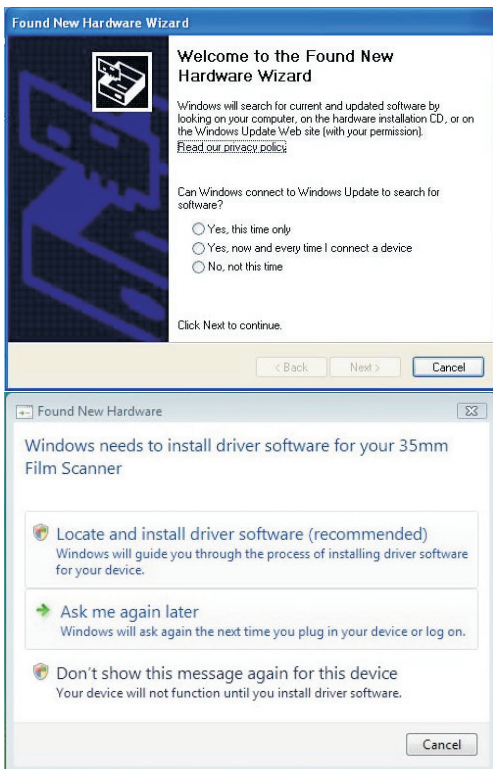 Found New Hardware Wizard
Welcome to the Found New
Hardware Wizard
Windows will search for current and updated software by
looking on your computer, on the hardware installation CD, or on
the Windows Update Web site (with your permission).
Read our privacy policy
Can Windows connect to Windows Update to search for
software?
Yes, this time only
Yes, now and every time I connect a device
No, not this time
Click Next to continue.
< Back Next > Cancel
Found New Hardware
Windows needs to install driver software for your 35mm
Film Scanner
Locate and install driver software (recommended)
Windows will guide you through the process of installing driver software
for your device.
Ask me again later
Windows will ask again the next time you plug in your device or log on.
Don't show this message again for this device
Your device will not function until you install driver software.
Cancel